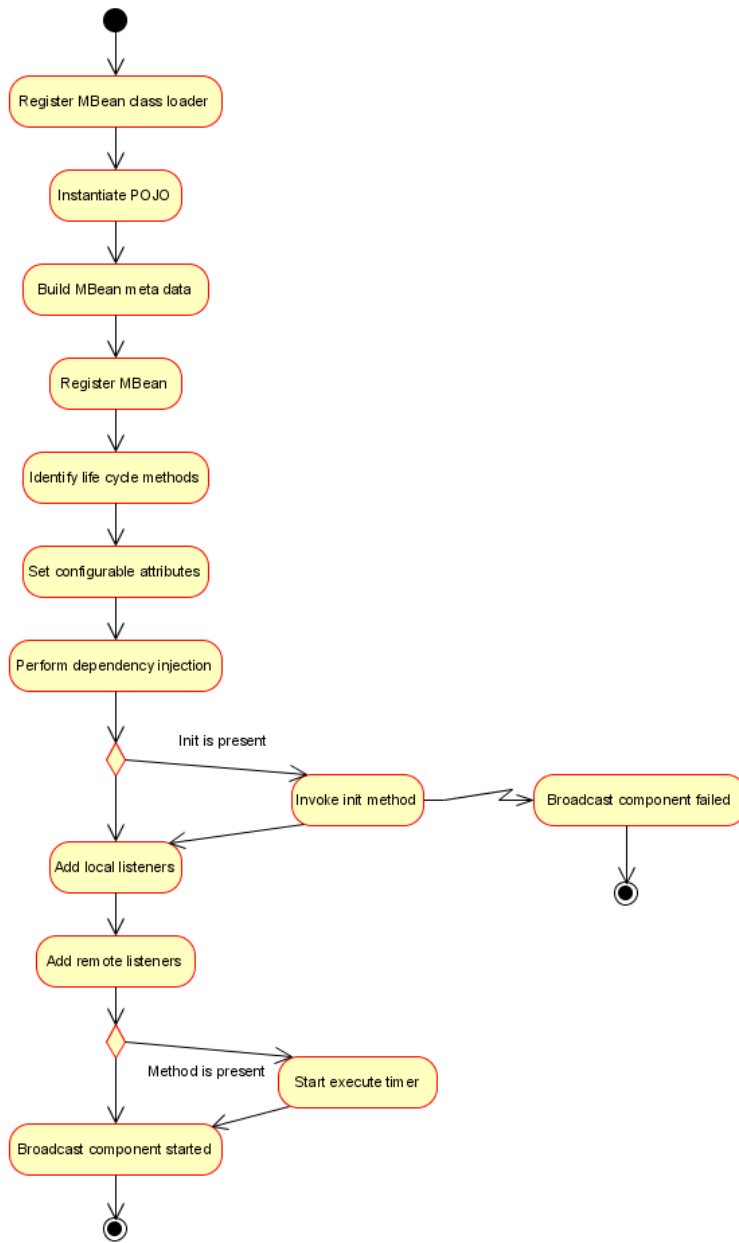 Register MBean class loader
Instantiate POJO
Build MBean meta data
Register MBean
Identify life cycle methods
Set configurable attributes
Perform dependency injection
Init is present
Invoke init method
Broadcast component failed
Add local listeners
Add remote listeners
Method is present
Start execute timer
Broadcast component started